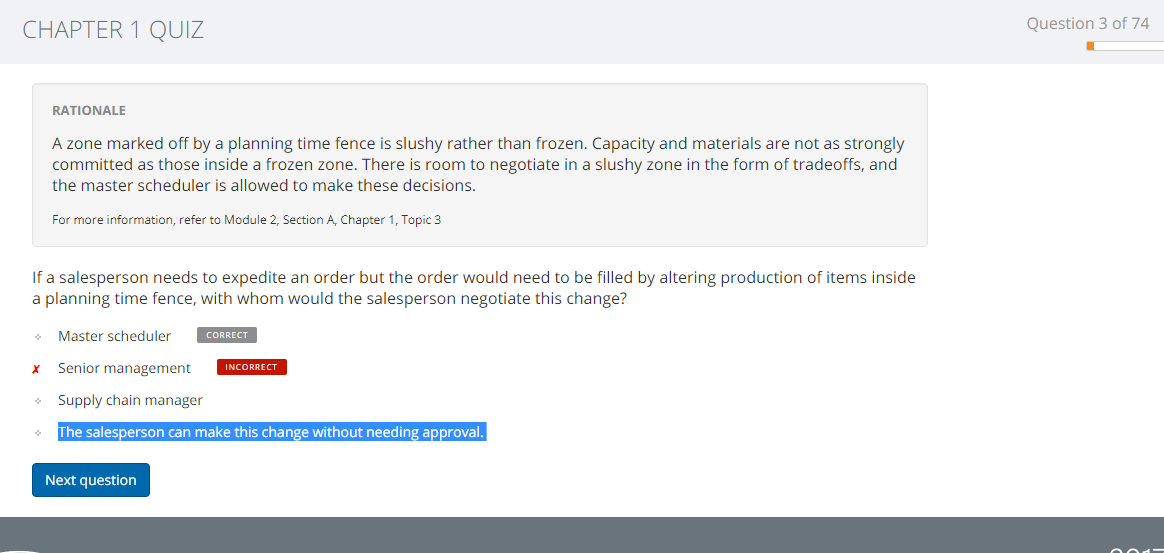 CHAPTER 1 QUIZ
Question 3 of 74
RATIONALE
A zone marked off by a planning time fence is slushy rather than frozen. Capacity and materials are not as strongly
committed as those inside a frozen zone. There is room to negotiate in a slushy zone in the form of tradeoffs, and
the master scheduler is allowed to make these decisions.
For more information, refer to Module 2, Section A, Chapter 1, Topic 3
If a salesperson needs to expedite an order but the order would need to be filled by altering production of items inside
a planning time fence, with whom would the salesperson negotiate this change?
Master scheduler CORRECT
✗ Senior management INCORRECT
Supply chain manager
The salesperson can make this change without needing approval.
Next question